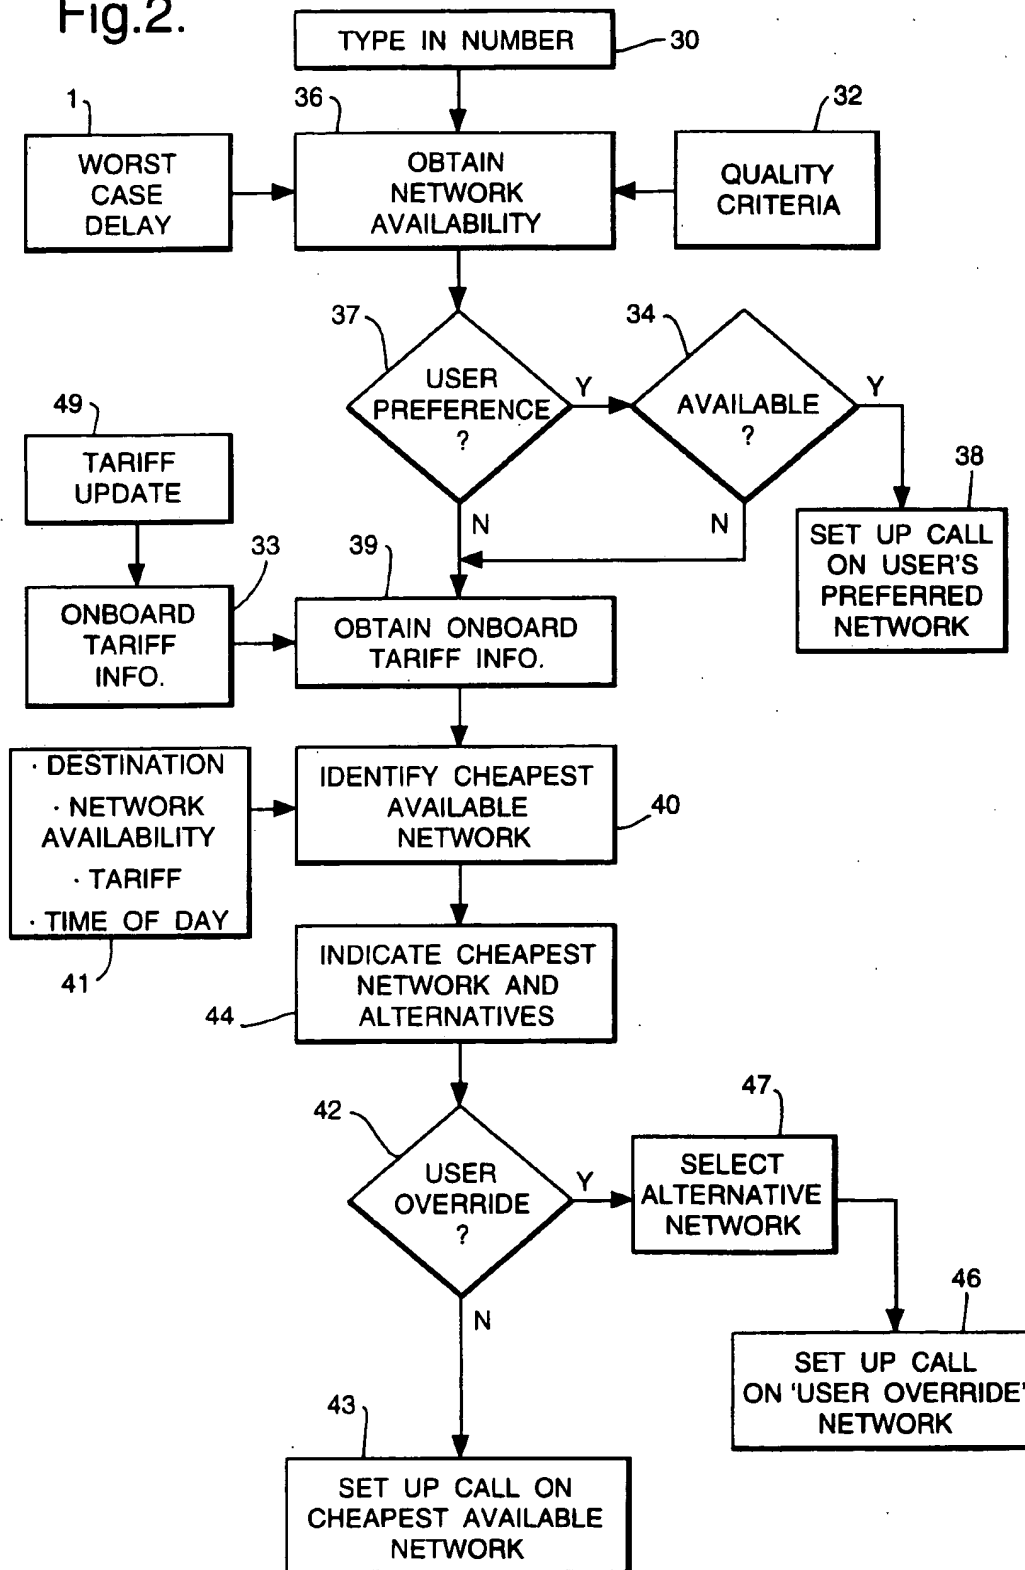 Fig.2.
TYPE IN NUMBER
30
1
36
32
WORST
CASE
DELAY
OBTAIN
NETWORK
AVAILABILITY
QUALITY
CRITERIA
37
34
USER
PREFERENCE
?
Y
AVAILABLE
?
Y
N
N
49
TARIFF
UPDATE
38
SET UP CALL
ON USER'S
PREFERRED
NETWORK
33
39
ONBOARD
TARIFF
INFO.
OBTAIN ONBOARD
TARIFF INFO.
· DESTINATION
· NETWORK
AVAILABILITY
· TARIFF
· TIME OF DAY
41
IDENTIFY CHEAPEST
AVAILABLE
NETWORK
40
INDICATE CHEAPEST
NETWORK AND
ALTERNATIVES
44
42
USER
OVERRIDE
?
Y
N
47
SELECT
ALTERNATIVE
NETWORK
46
SET UP CALL
ON 'USER OVERRIDE'
NETWORK
43
SET UP CALL ON
CHEAPEST AVAILABLE
NETWORK